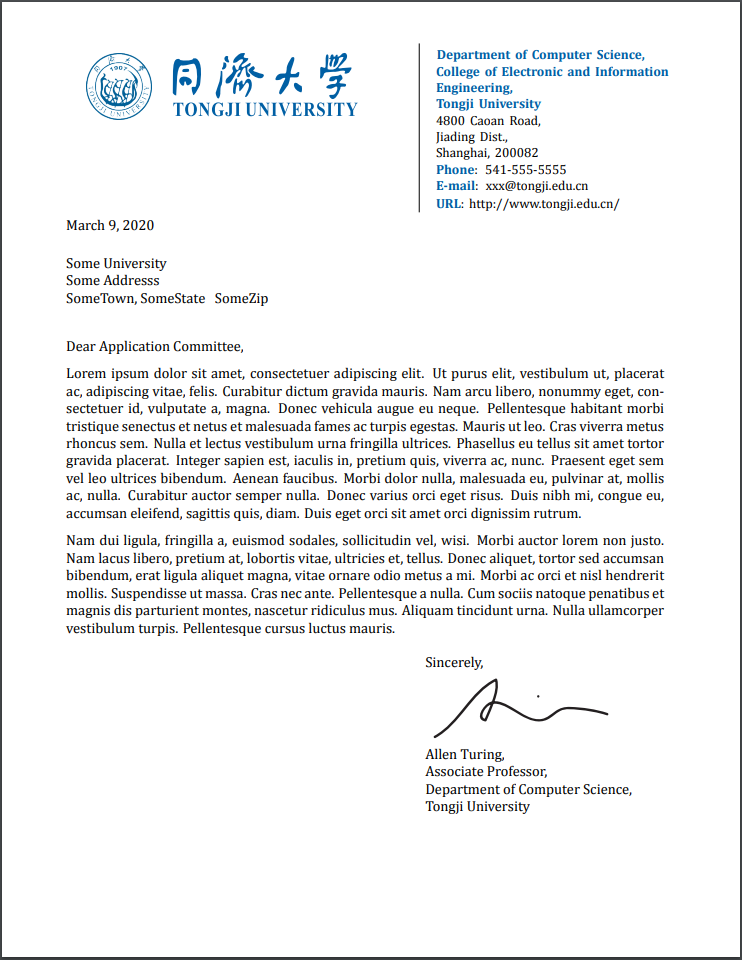 1907
TONGJI UNIVERSITY
同濟大学
TONGJI UNIVERSITY
Department of Computer Science,
College of Electronic and Information
Engineering,
Tongji University
4800 Caoan Road,
Jiading Dist.,
Shanghai, 200082
Phone: 541-555-5555
E-mail: xxx@tongji.edu.cn
URL: http://www.tongji.edu.cn/
March 9, 2020
Some University
Some Addresss
SomeTown, SomeState SomeZip
Dear Application Committee,
Lorem ipsum dolor sit amet, consectetuer adipiscing elit. Ut purus elit, vestibulum ut, placerat
ac, adipiscing vitae, felis. Curabitur dictum gravida mauris. Nam arcu libero, nonummy eget, con-
sectetuer id, vulputate a, magna. Donec vehicula augue eu neque. Pellentesque habitant morbi
tristique senectus et netus et malesuada fames ac turpis egestas. Mauris ut leo. Cras viverra metus
rhoncus sem. Nulla et lectus vestibulum urna fringilla ultrices. Phasellus eu tellus sit amet tortor
gravida placerat. Integer sapien est, iaculis in, pretium quis, viverra ac, nunc. Praesent eget sem
vel leo ultrices bibendum. Aenean faucibus. Morbi dolor nulla, malesuada eu, pulvinar at, mollis
ac, nulla. Curabitur auctor semper nulla. Donec varius orci eget risus. Duis nibh mi, congue eu,
accumsan eleifend, sagittis quis, diam. Duis eget orci sit amet orci dignissim rutrum.
Nam dui ligula, fringilla a, euismod sodales, sollicitudin vel, wisi. Morbi auctor lorem non justo.
Nam lacus libero, pretium at, lobortis vitae, ultricies et, tellus. Donec aliquet, tortor sed accumsan
bibendum, erat ligula aliquet magna, vitae ornare odio metus a mi. Morbi ac orci et nisl hendrerit
mollis. Suspendisse ut massa. Cras nec ante. Pellentesque a nulla. Cum sociis natoque penatibus et
magnis dis parturient montes, nascetur ridiculus mus. Aliquam tincidunt urna. Nulla ullamcorper
vestibulum turpis. Pellentesque cursus luctus mauris.
Sincerely,
Allen Turing,
Associate Professor,
Department of Computer Science,
Tongji University